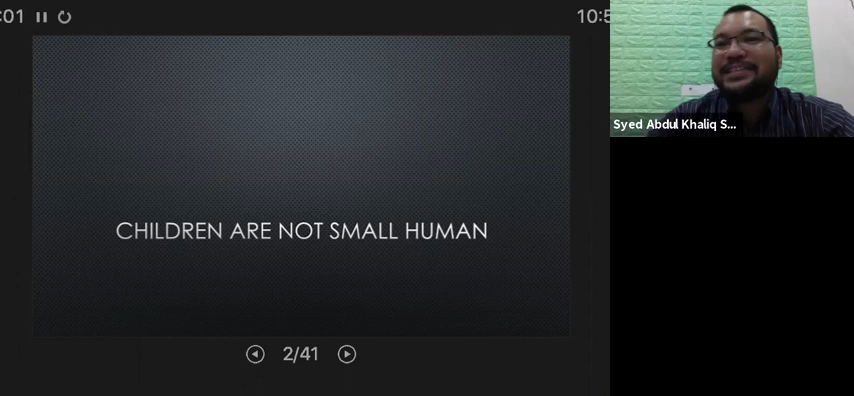 :01
10:5
CHILDREN ARE NOT SMALL HUMAN
2/41
Syed Abdul Khaliq S...